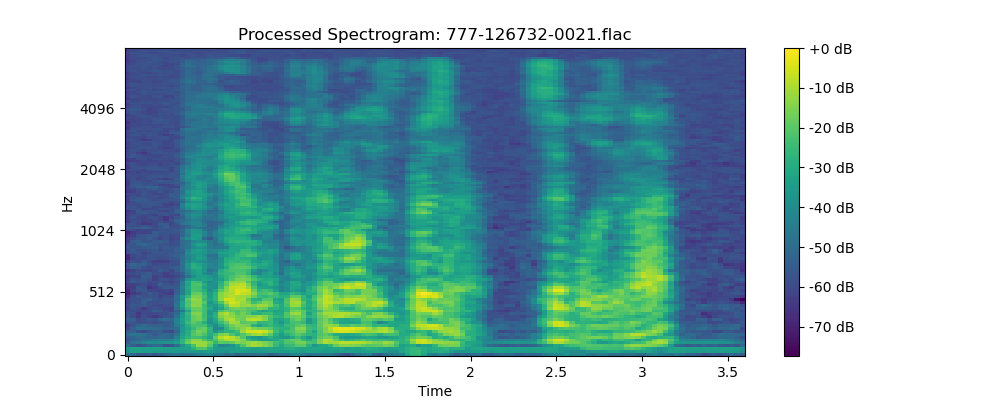 Processed Spectrogram: 777-126732-0021.flac
Hz
4096
2048
1024
512
0
0 0.5 1 1.5 2 2.5 3 3.5
Time
+0 dB
-10 dB
-20 dB
-30 dB
-40 dB
-50 dB
-60 dB
-70 dB